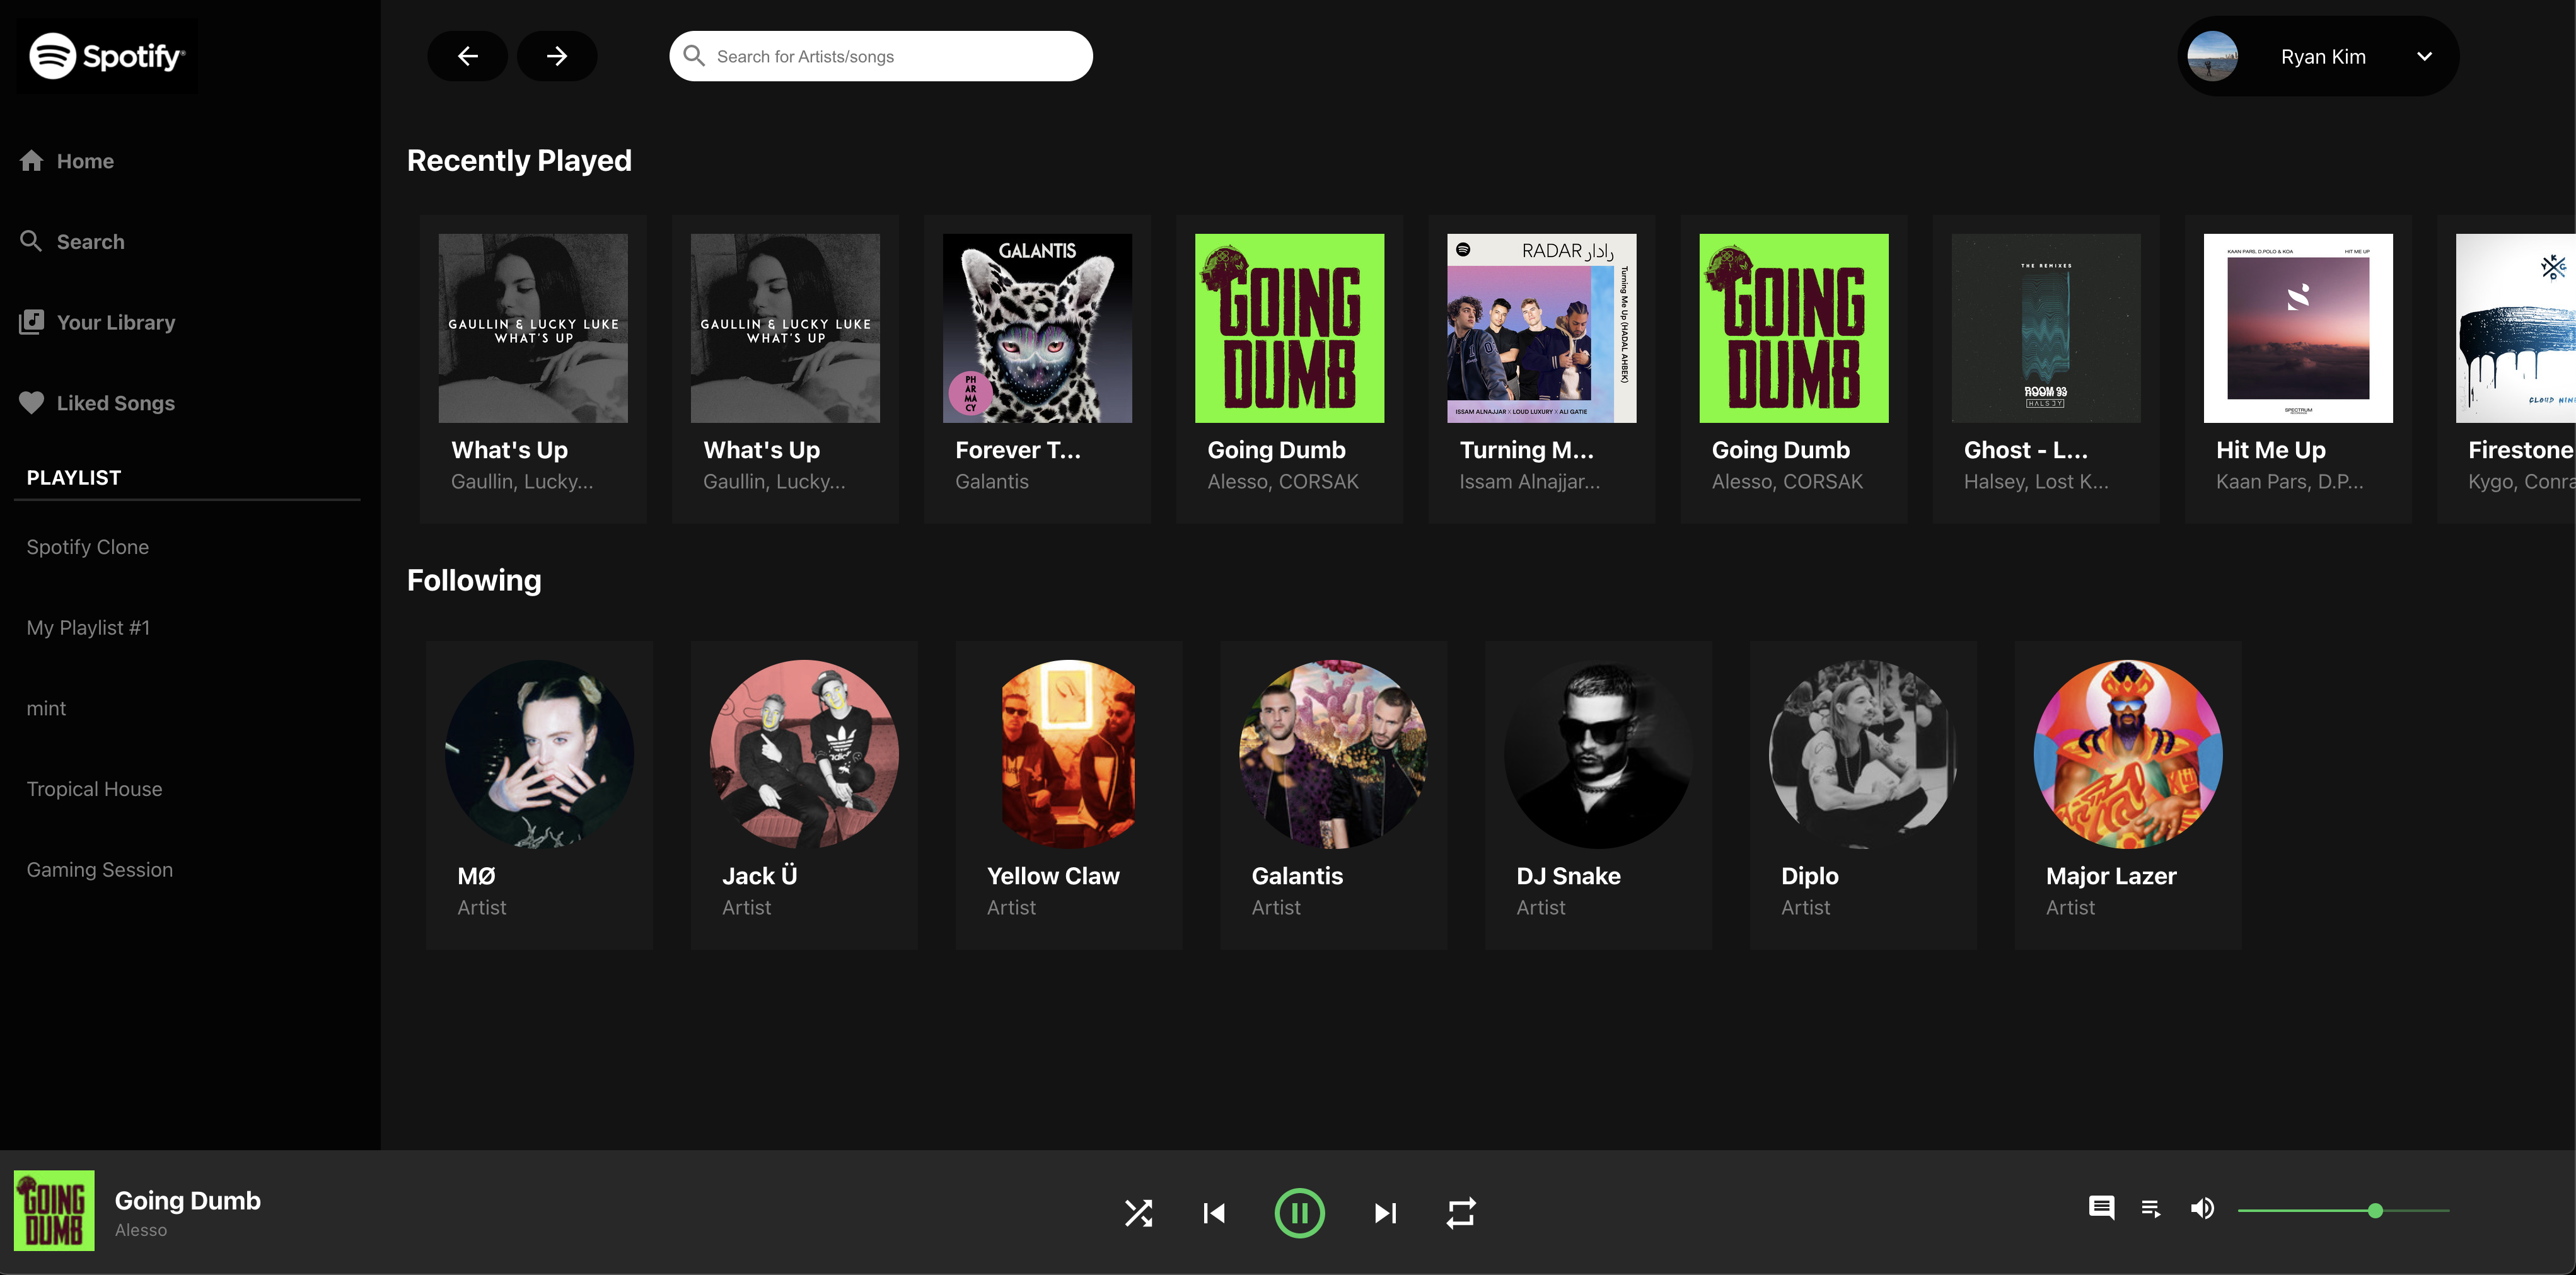 Spotify®
Search for Artists/songs
Ryan Kim
Home
Search
Your Library
Liked Songs
PLAYLIST
Spotify Clone
My Playlist #1
mint
Tropical House
Gaming Session
Recently Played
GAULLIN & LUCKY LUKE
WHAT'S UP
What's Up
Gaullin, Lucky...
GAULLIN & LUCKY LUKE
WHAT'S UP
What's Up
Gaullin, Lucky...
GALANTIS
PH
AR
MA
CY
Forever T...
Galantis
GOING
DUMB
Going Dumb
Alesso, CORSAK
RADAR رادار
Turning Me Up (HADAL AHBEK)
ISSAM ALNAJJAR X LOUD LUXURY X ALI GATIE
Turning M...
Issam Alnajjar...
GOING
DUMB
Going Dumb
Alesso, CORSAK
THE REMIXES
ROOM 93
HALSEY
Ghost - L...
Halsey, Lost K...
KAAN PARS, D.POLO & KOA
HIT ME UP
SPECTRUM
Hit Me Up
Kaan Pars, D.P...
KYGO
CLOUD NIN
Firestone
Kygo, Conra
Following
MØ
Artist
Jack Ü
Artist
Yellow Claw
Artist
Galantis
Artist
DJ Snake
Artist
Diplo
Artist
Major Lazer
Artist
GOING
DUMB
Going Dumb
Alesso